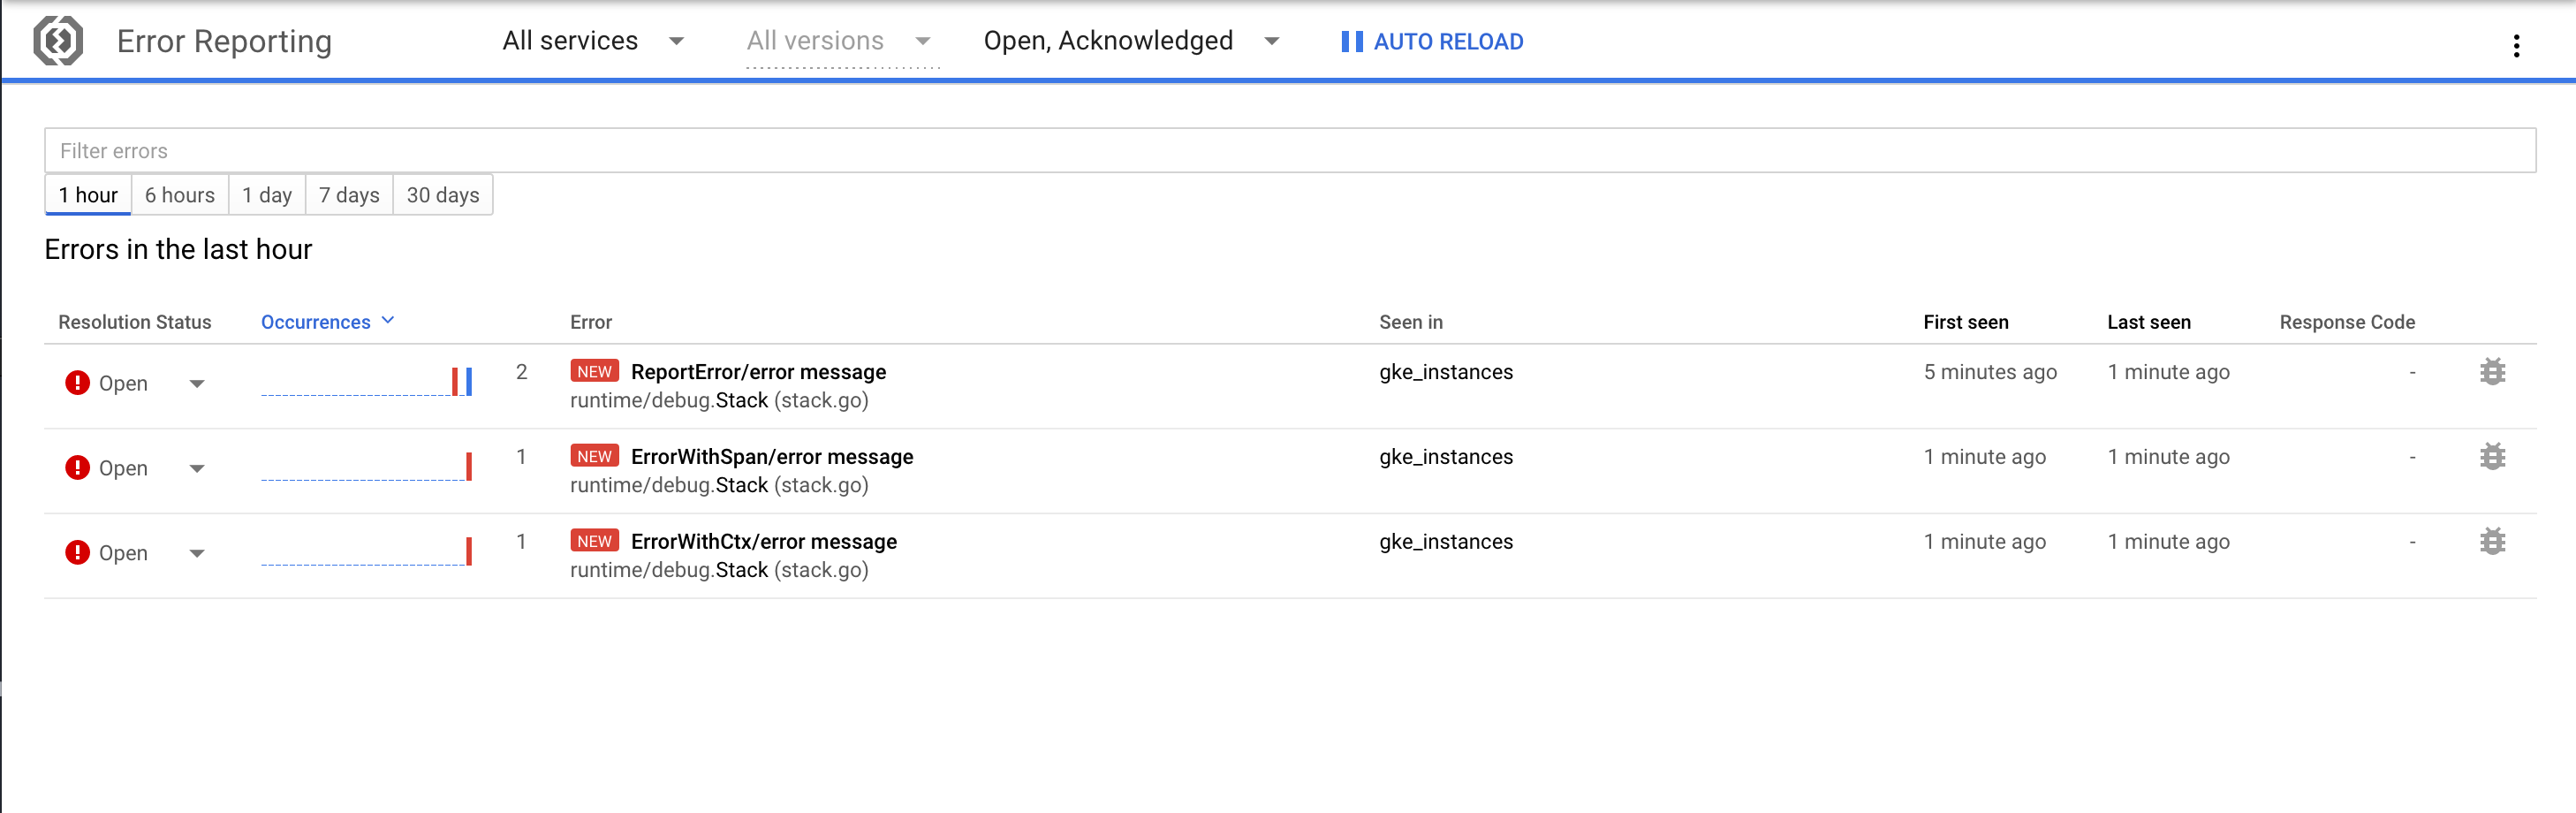 Error Reporting All services All versions Open, Acknowledged AUTO RELOAD
Filter errors
1 hour 6 hours 1 day 7 days 30 days
Errors in the last hour
Resolution Status Occurrences Error Seen in First seen Last seen Response Code
Open 2 NEW ReportError/error message gke_instances 5 minutes ago 1 minute ago -
runtime/debug.Stack (stack.go)
Open 1 NEW ErrorWithSpan/error message gke_instances 1 minute ago 1 minute ago -
runtime/debug.Stack (stack.go)
Open 1 NEW ErrorWithCtx/error message gke_instances 1 minute ago 1 minute ago -
runtime/debug.Stack (stack.go)